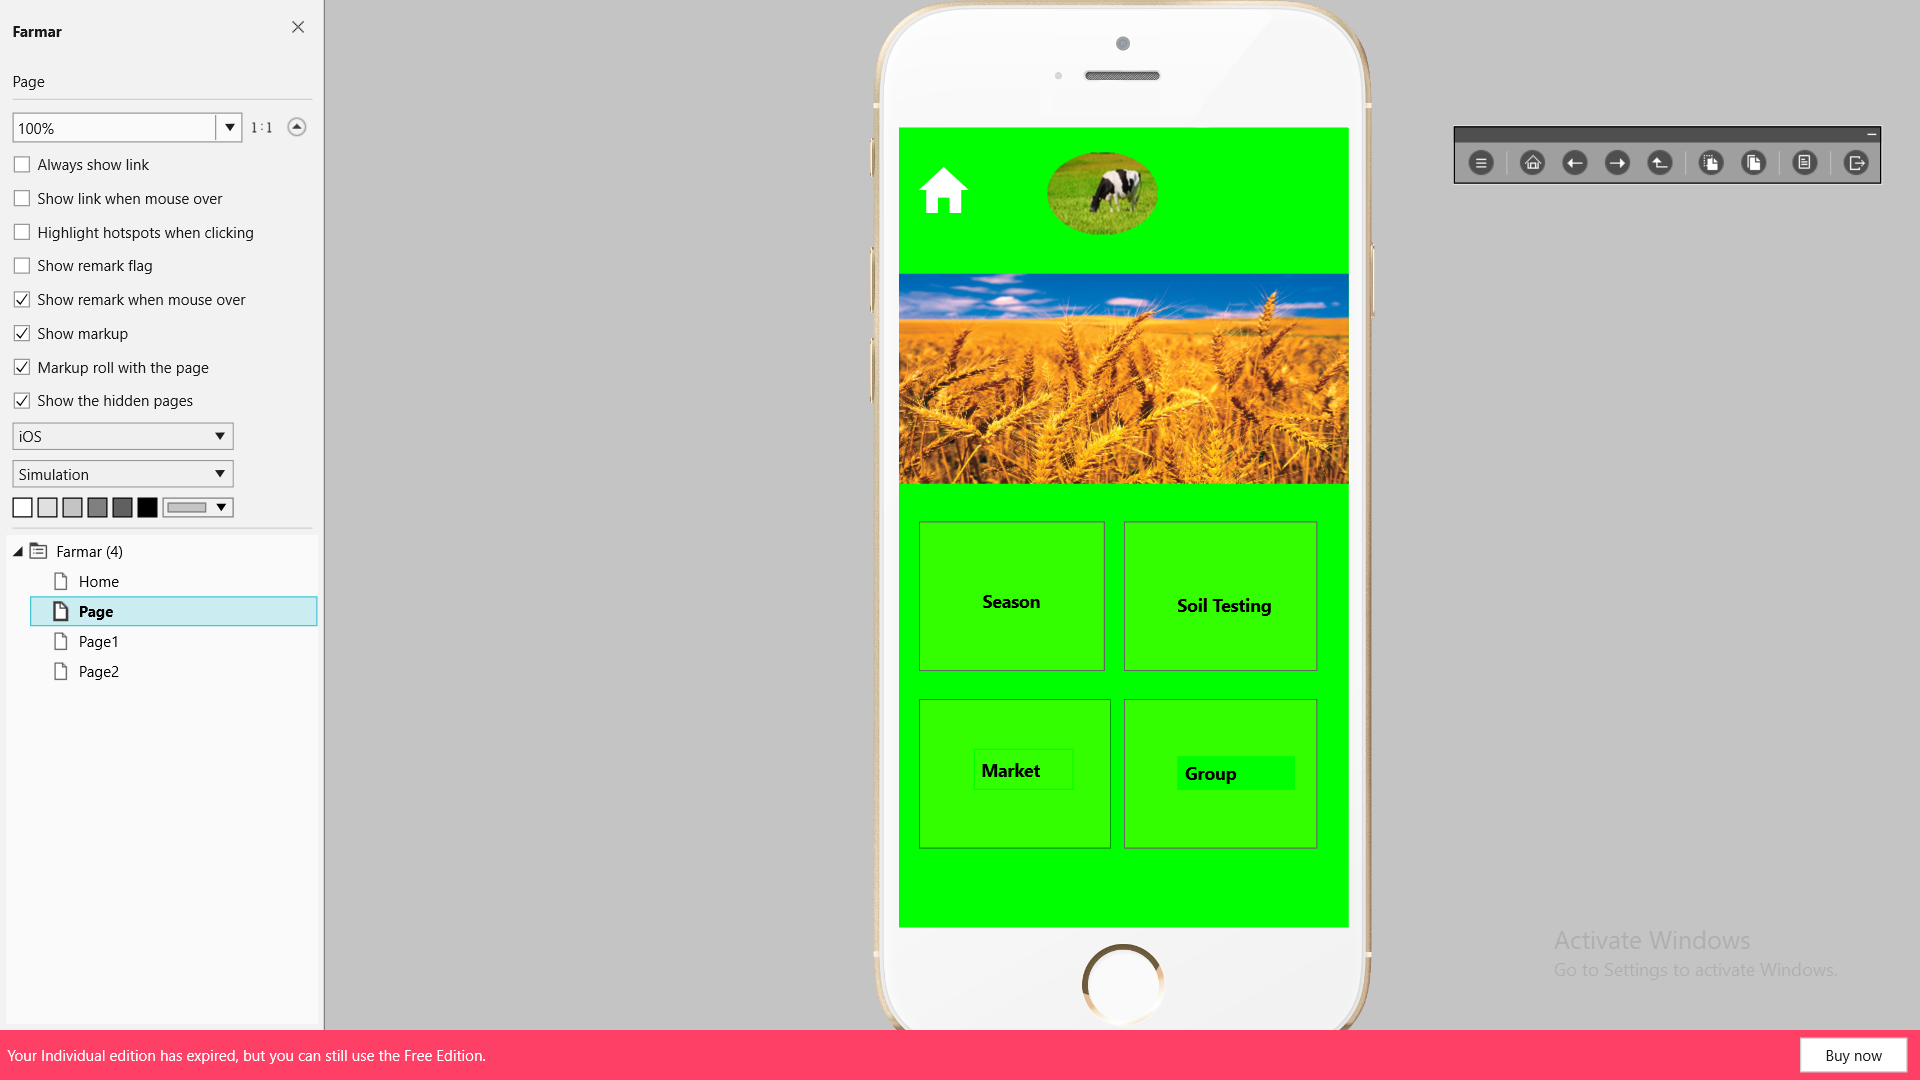 Farmar
Page
100%
1:1
Always show link
Show link when mouse over
Highlight hotspots when clicking
Show remark flag
Show remark when mouse over
Show markup
Markup roll with the page
Show the hidden pages
iOS
Simulation
Farmar (4)
Home
Page
Page1
Page2
Season
Soil Testing
Market
Group
Activate Windows
Go to Settings to activate Windows.
Your Individual edition has expired, but you can still use the Free Edition.
Buy now